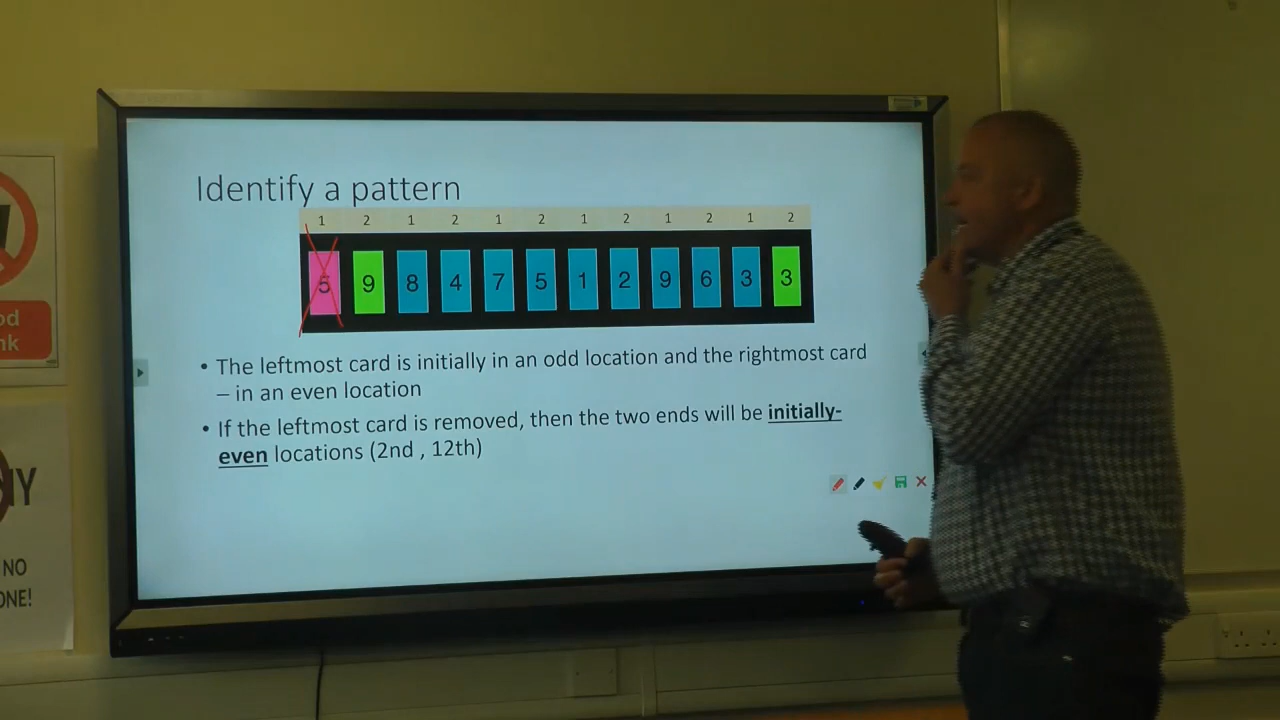 Identify a pattern
1 2 1 2 1 2 1 2 1 2 1 2
5 9 8 4 7 5 1 2 9 6 3 3
• The leftmost card is initially in an odd location and the rightmost card
– in an even location
• If the leftmost card is removed, then the two ends will be initially-
even locations (2nd , 12th)
NO
ONE!